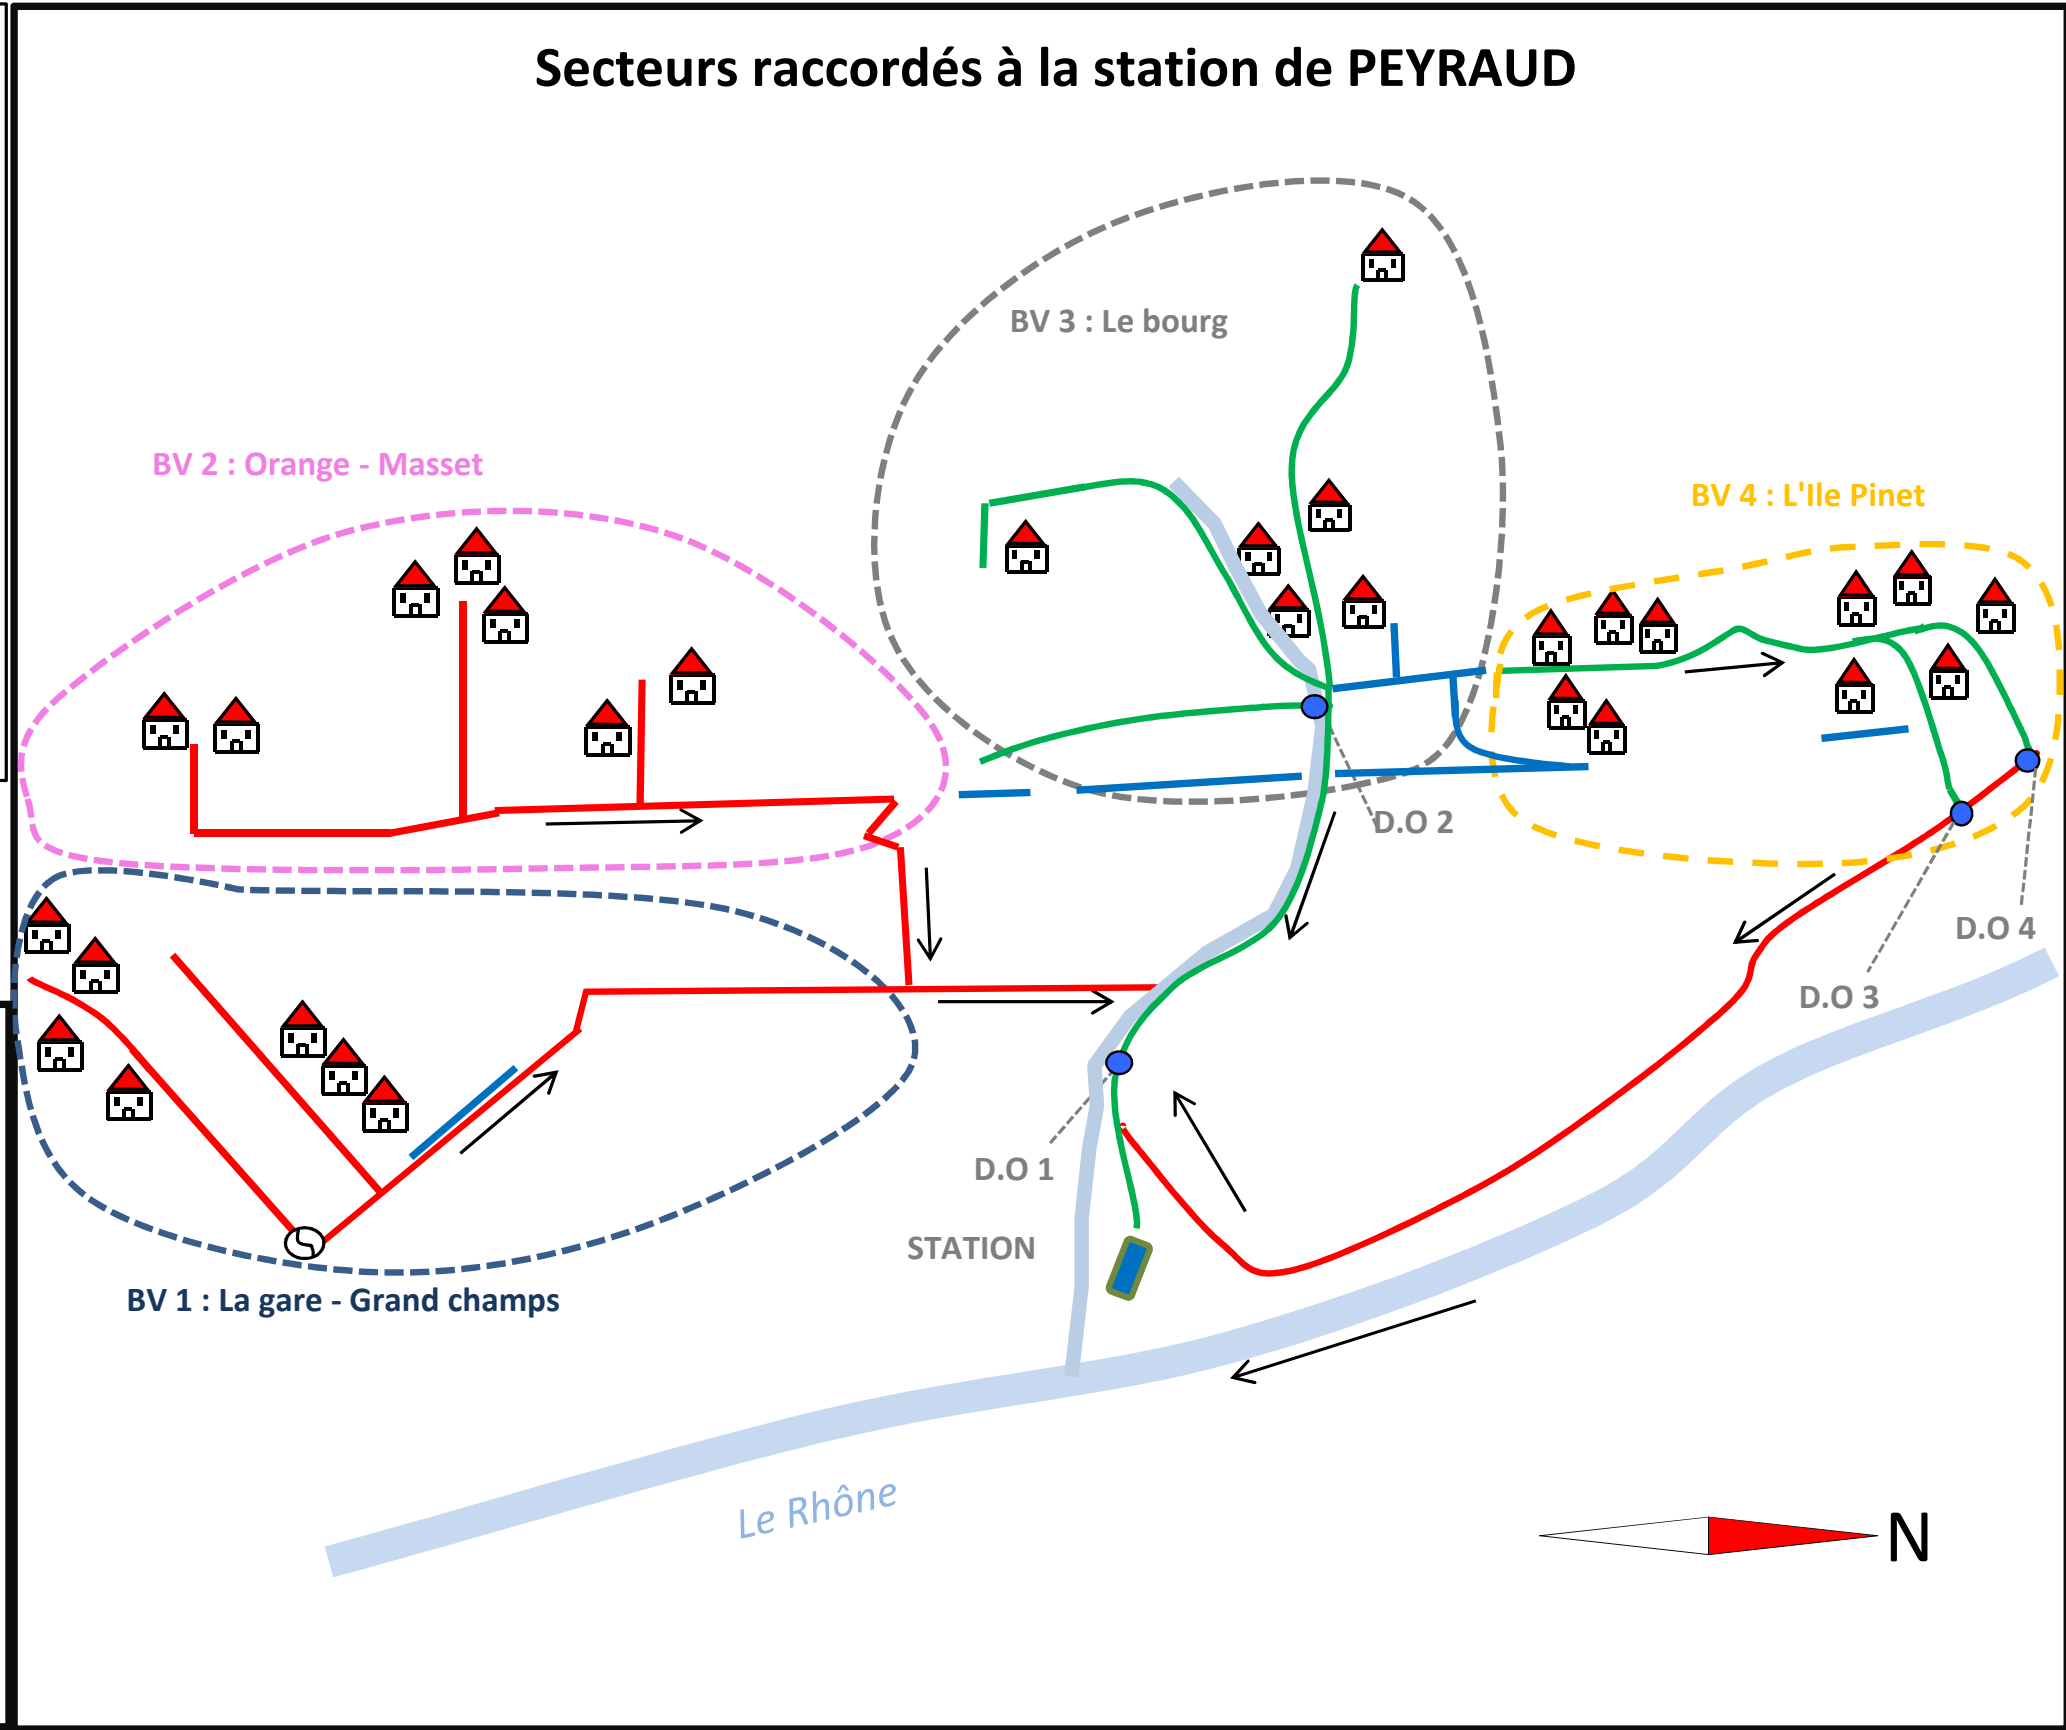 Secteurs raccordés à la station de PEYRAUD
BV 3 : Le bourg
BV 2 : Orange - Masset
BV 4 : L'Ile Pinet
D.O 2
D.O 4
D.O 3
D.O 1
STATION
BV 1 : La gare - Grand champs
Le Rhône
N